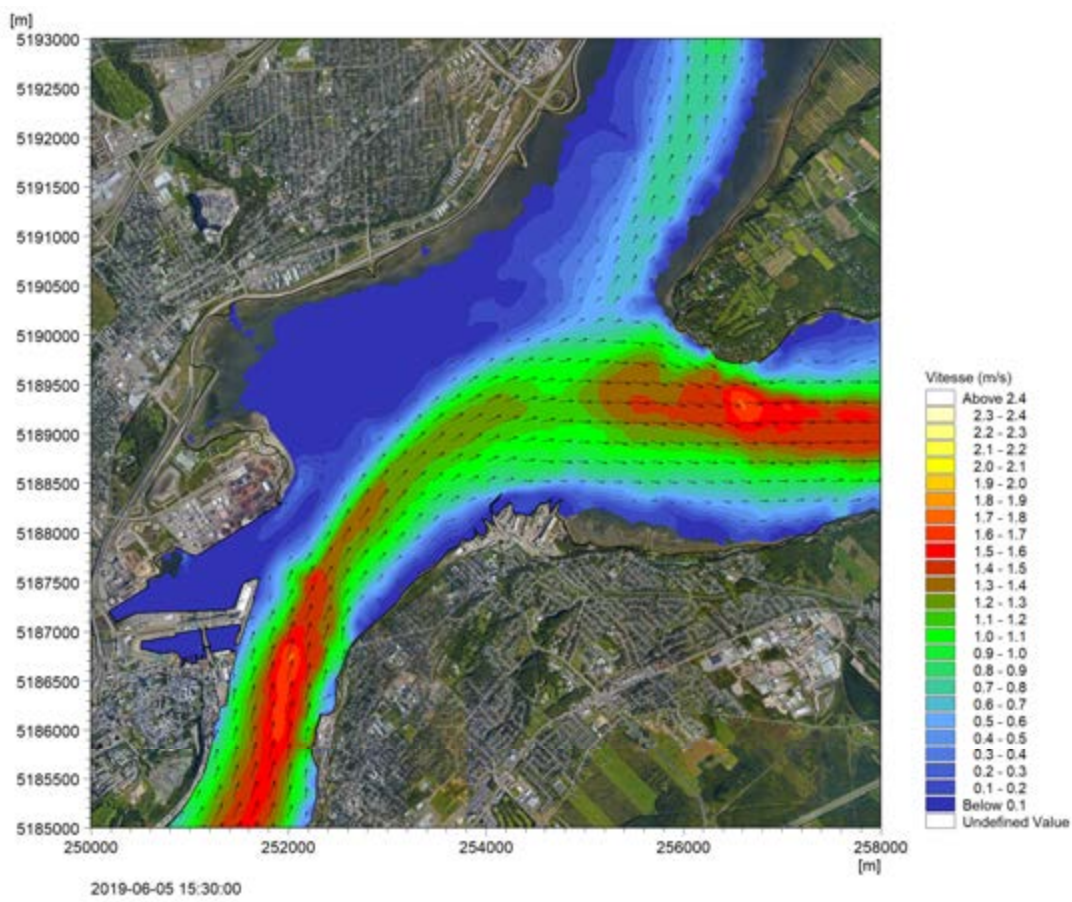 [m]
5193000
5192500
5192000
5191500
5191000
5190500
5190000
5189500
5189000
5188500
5188000
5187500
5187000
5186500
5186000
5185500
5185000
250000 252000 254000 256000 258000
[m]
2019-06-05 15:30:00
Vitesse (m/s)
Above 2.4
2.3 - 2.4
2.2 - 2.3
2.1 - 2.2
2.0 - 2.1
1.9 - 2.0
1.8 - 1.9
1.7 - 1.8
1.6 - 1.7
1.5 - 1.6
1.4 - 1.5
1.3 - 1.4
1.2 - 1.3
1.1 - 1.2
1.0 - 1.1
0.9 - 1.0
0.8 - 0.9
0.7 - 0.8
0.6 - 0.7
0.5 - 0.6
0.4 - 0.5
0.3 - 0.4
0.2 - 0.3
0.1 - 0.2
Below 0.1
Undefined Value